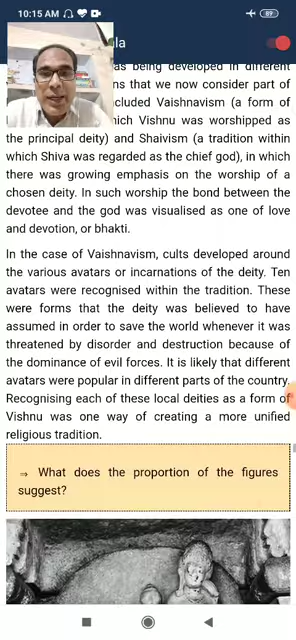 10:15 AM
89
la
as being developed in different
ns that we now consider part of
cluded Vaishnavism (a form of
hich Vishnu was worshipped as
the principal deity) and Shaivism (a tradition within
which Shiva was regarded as the chief god), in which
there was growing emphasis on the worship of a
chosen deity. In such worship the bond between the
devotee and the god was visualised as one of love
and devotion, or bhakti.
In the case of Vaishnavism, cults developed around
the various avatars or incarnations of the deity. Ten
avatars were recognised within the tradition. These
were forms that the deity was believed to have
assumed in order to save the world whenever it was
threatened by disorder and destruction because of
the dominance of evil forces. It is likely that different
avatars were popular in different parts of the country.
Recognising each of these local deities as a form of
Vishnu was one way of creating a more unified
religious tradition.
⇒ What does the proportion of the figures
suggest?